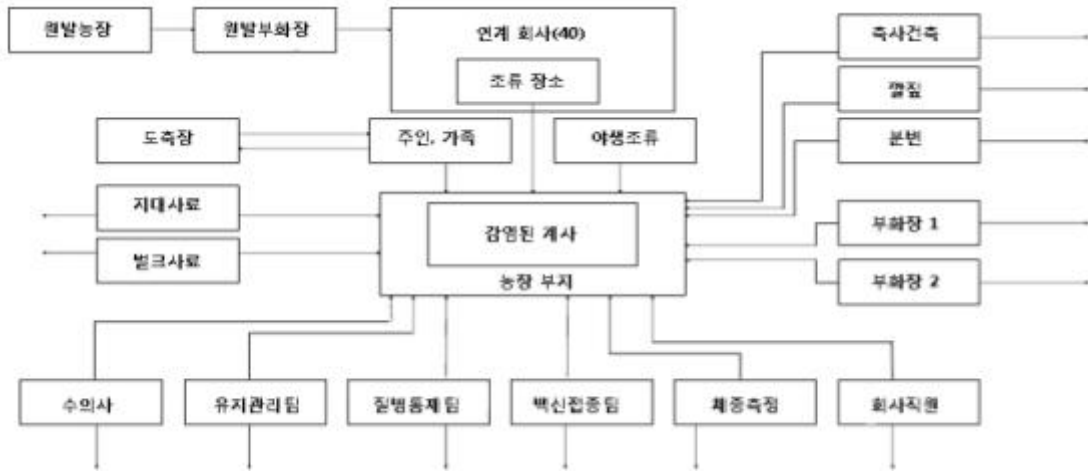 원발농장
원발부화장
연계 회사(40)
조류 장소
축사건축
깔짚
분변
도축장
주인, 가족
야생조류
지대사료
벌크사료
감염된 계사
농장 부지
부화장 1
부화장 2
수의사
유지관리팀
질병통제팀
백신접종팀
체중측정
회사직원